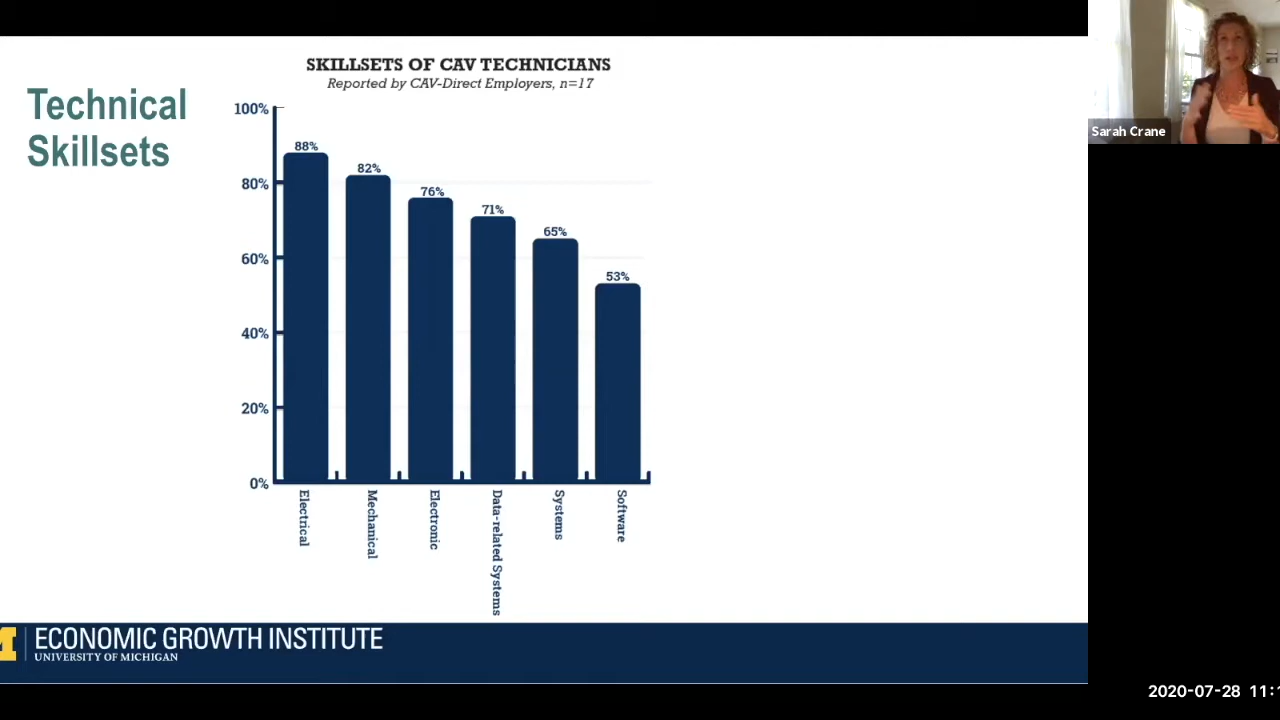 SKILLSETS OF CAV TECHNICIANS
Reported by CAV-Direct Employers, n=17
Technical
Skillsets
100%
80%
60%
40%
20%
0%
88%
82%
76%
71%
65%
53%
Electrical
Mechanical
Electronic
Data-related Systems
Systems
Software
M
ECONOMIC GROWTH INSTITUTE
UNIVERSITY OF MICHIGAN
Sarah Crane
2020-07-28 11: